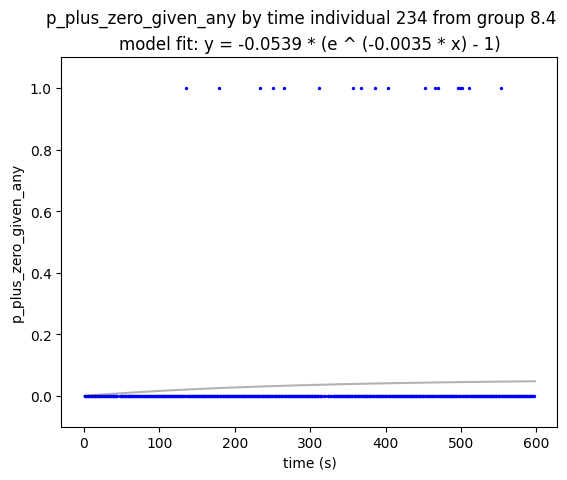 p_plus_zero_given_any by time individual 234 from group 8.4
model fit: y = -0.0539 * (e ^ (-0.0035 * x) - 1)
1.0
0.8
0.6
0.4
0.2
0.0
p_plus_zero_given_any
0 100 200 300 400 500 600
time (s)